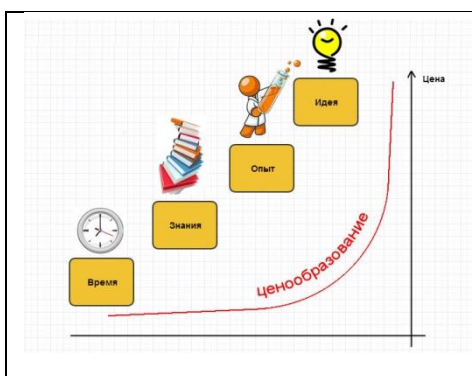 Идея
Цена
Опыт
Знания
ценообразование
Время